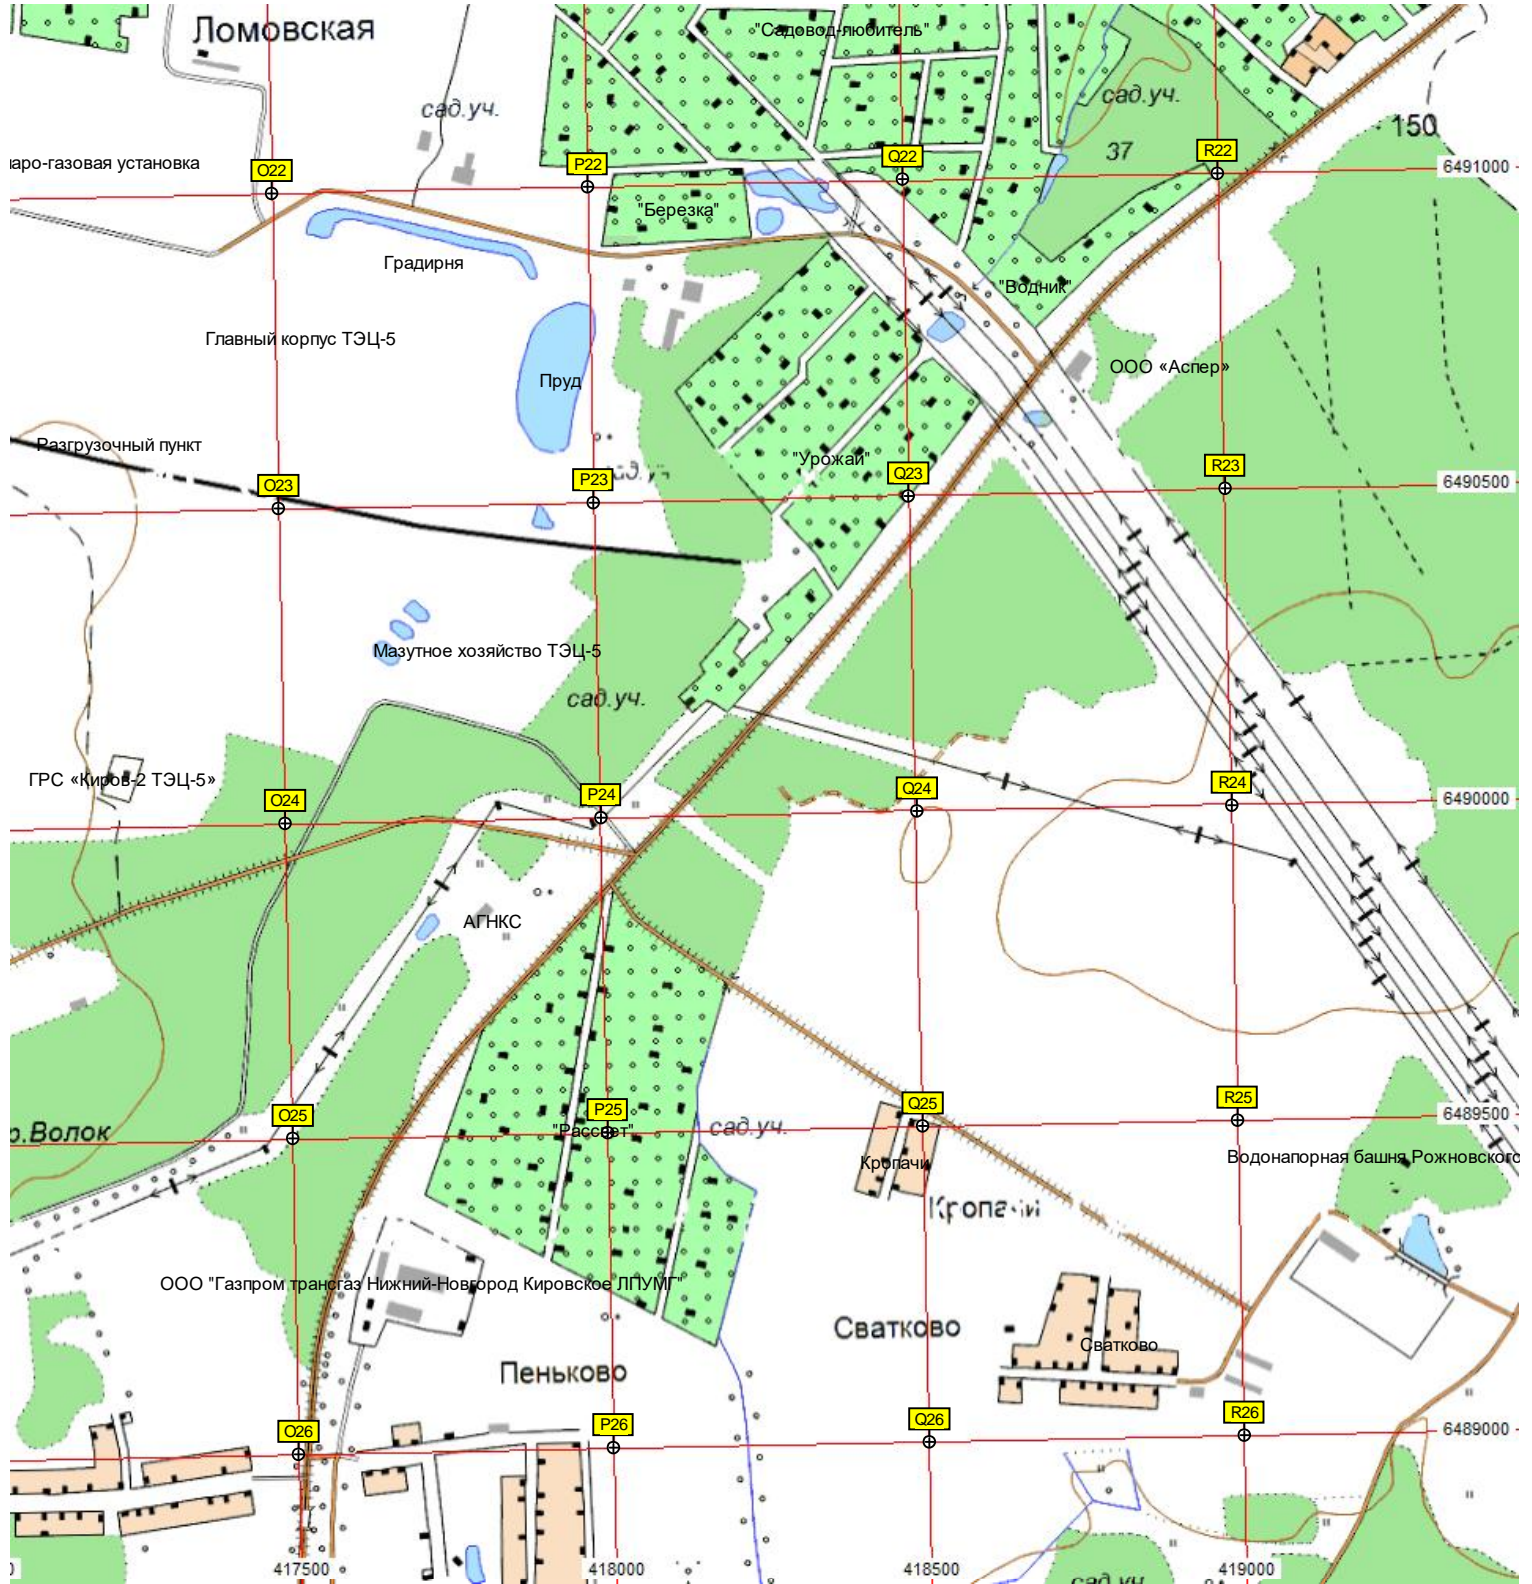 Ломовская
"Садовод-любитель"
сад.уч.
сад.уч.
150
37
паро-газовая установка
O22
P22
Q22
R22
6491000
"Березка"
Градирня
"Водник"
Главный корпус ТЭЦ-5
Пруд
ООО «Аспер»
Разгрузочный пункт
"Урожай"
O23
P23
Q23
R23
6490500
Мазутное хозяйство ТЭЦ-5
сад.уч.
ГРС «Киров-2 ТЭЦ-5»
O24
P24
Q24
R24
6490000
АГНКС
O25
P25
Q25
R25
6489500
р.Волок
"Рассвет"
сад.уч.
Кропачи
Водонапорная башня Рожновского
Кропачи
ООО "Газпром трансгаз Нижний-Новгород Кировское ЛПУМГ"
Сватково
Сватково
Пеньково
O26
P26
Q26
R26
6489000
0
417500
418000
418500
419000
сад.уч.